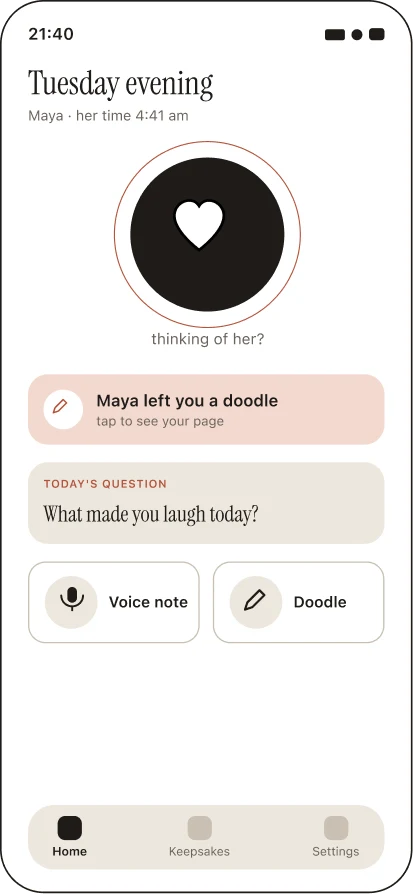 21:40
Tuesday evening
Maya · her time 4:41 am
thinking of her?
Maya left you a doodle
tap to see your page
TODAY'S QUESTION
What made you laugh today?
Voice note
Doodle
Home
Keepsakes
Settings